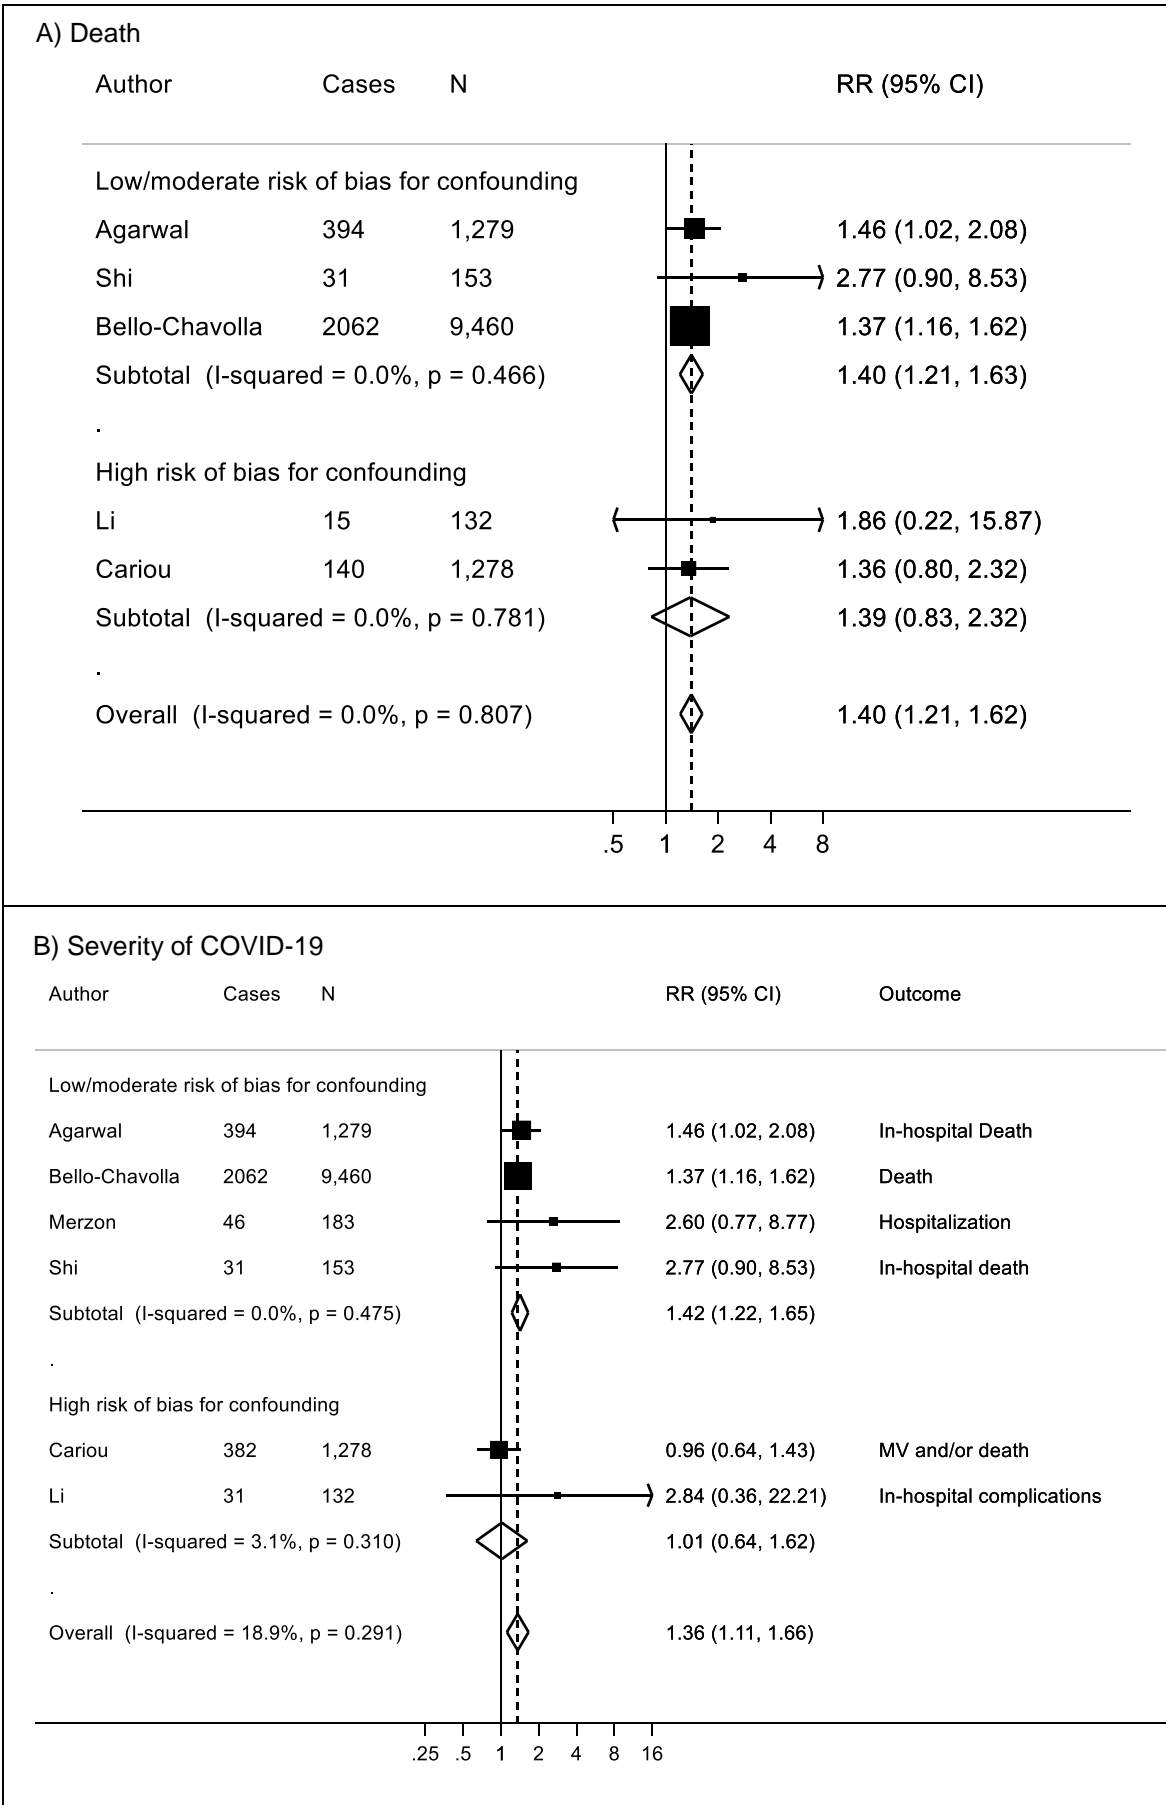 A) Death
Author Cases N RR (95% CI)
Low/moderate risk of bias for confounding
Agarwal 394 1,279 1.46 (1.02, 2.08)
Shi 31 153 2.77 (0.90, 8.53)
Bello-Chavolla 2062 9,460 1.37 (1.16, 1.62)
Subtotal (I-squared = 0.0%, p = 0.466) 1.40 (1.21, 1.63)
.
High risk of bias for confounding
Li 15 132 1.86 (0.22, 15.87)
Cariou 140 1,278 1.36 (0.80, 2.32)
Subtotal (I-squared = 0.0%, p = 0.781) 1.39 (0.83, 2.32)
.
Overall (I-squared = 0.0%, p = 0.807) 1.40 (1.21, 1.62)
.5 1 2 4 8
B) Severity of COVID-19
Author Cases N RR (95% CI) Outcome
Low/moderate risk of bias for confounding
Agarwal 394 1,279 1.46 (1.02, 2.08) In-hospital Death
Bello-Chavolla 2062 9,460 1.37 (1.16, 1.62) Death
Merzon 46 183 2.60 (0.77, 8.77) Hospitalization
Shi 31 153 2.77 (0.90, 8.53) In-hospital death
Subtotal (I-squared = 0.0%, p = 0.475) 1.42 (1.22, 1.65)
.
High risk of bias for confounding
Cariou 382 1,278 0.96 (0.64, 1.43) MV and/or death
Li 31 132 2.84 (0.36, 22.21) In-hospital complications
Subtotal (I-squared = 3.1%, p = 0.310) 1.01 (0.64, 1.62)
.
Overall (I-squared = 18.9%, p = 0.291) 1.36 (1.11, 1.66)
.25 .5 1 2 4 8 16